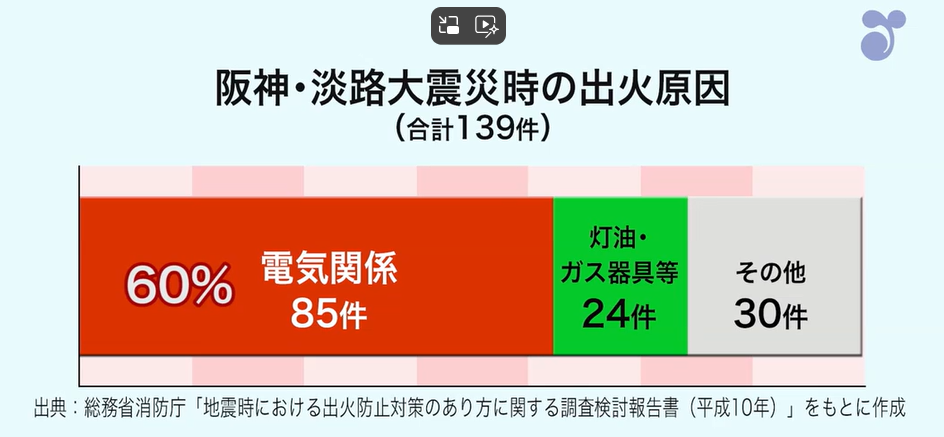 阪神・淡路大震災時の出火原因
（合計139件）
60%
電気関係
85件
灯油・
ガス器具等
24件
その他
30件
出典：総務省消防庁「地震時における出火防止対策のあり方に関する調査検討報告書（平成10年）」をもとに作成